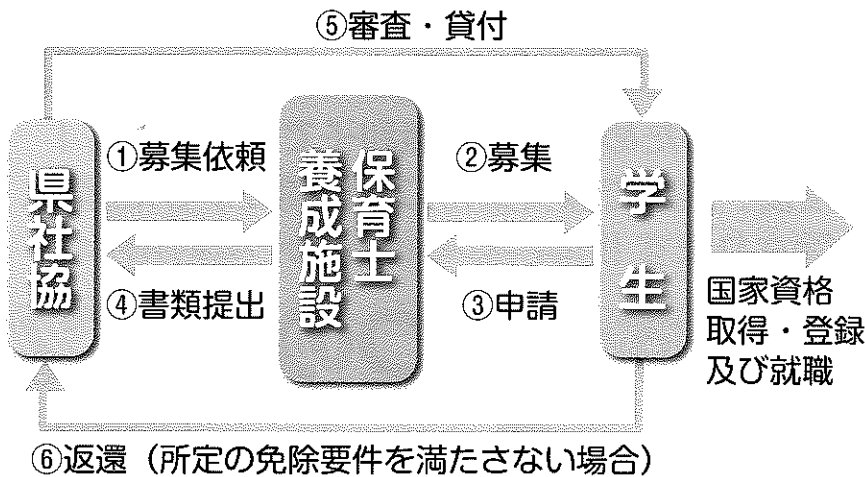 ⑤審査・貸付
県社協
①募集依頼
④書類提出
保育士
養成施設
②募集
③申請
学生
国家資格
取得・登録
及び就職
⑥返還（所定の免除要件を満たさない場合）